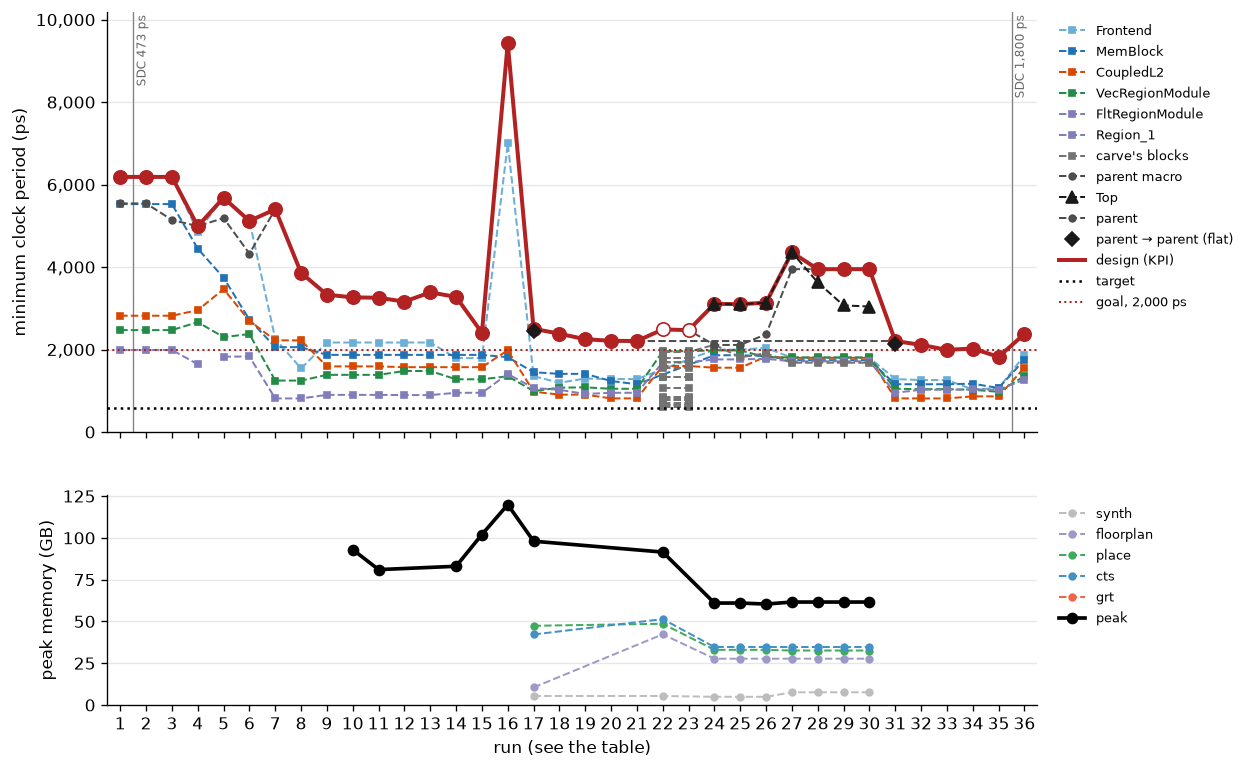 10,000
8,000
6,000
4,000
2,000
0
minimum clock period (ps)
SDC 473 ps
SDC 1,800 ps
Frontend
MemBlock
CoupledL2
VecRegionModule
FltRegionModule
Region_1
carve's blocks
parent macro
Top
parent
parent → parent (flat)
design (KPI)
target
goal, 2,000 ps
125
100
75
50
25
0
peak memory (GB)
synth
floorplan
place
cts
grt
peak
1 2 3 4 5 6 7 8 9 10 11 12 13 14 15 16 17 18 19 20 21 22 23 24 25 26 27 28 29 30 31 32 33 34 35 36
run (see the table)